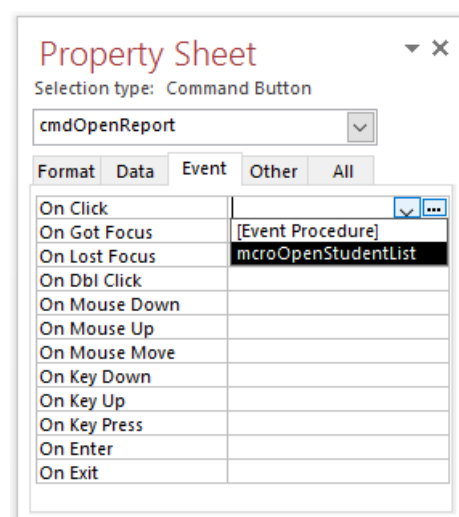 Property Sheet
Selection type: Command Button
cmdOpenReport
Format Data Event Other All
On Click
On Got Focus [Event Procedure]
On Lost Focus mcroOpenStudentList
On Dbl Click
On Mouse Down
On Mouse Up
On Mouse Move
On Key Down
On Key Up
On Key Press
On Enter
On Exit